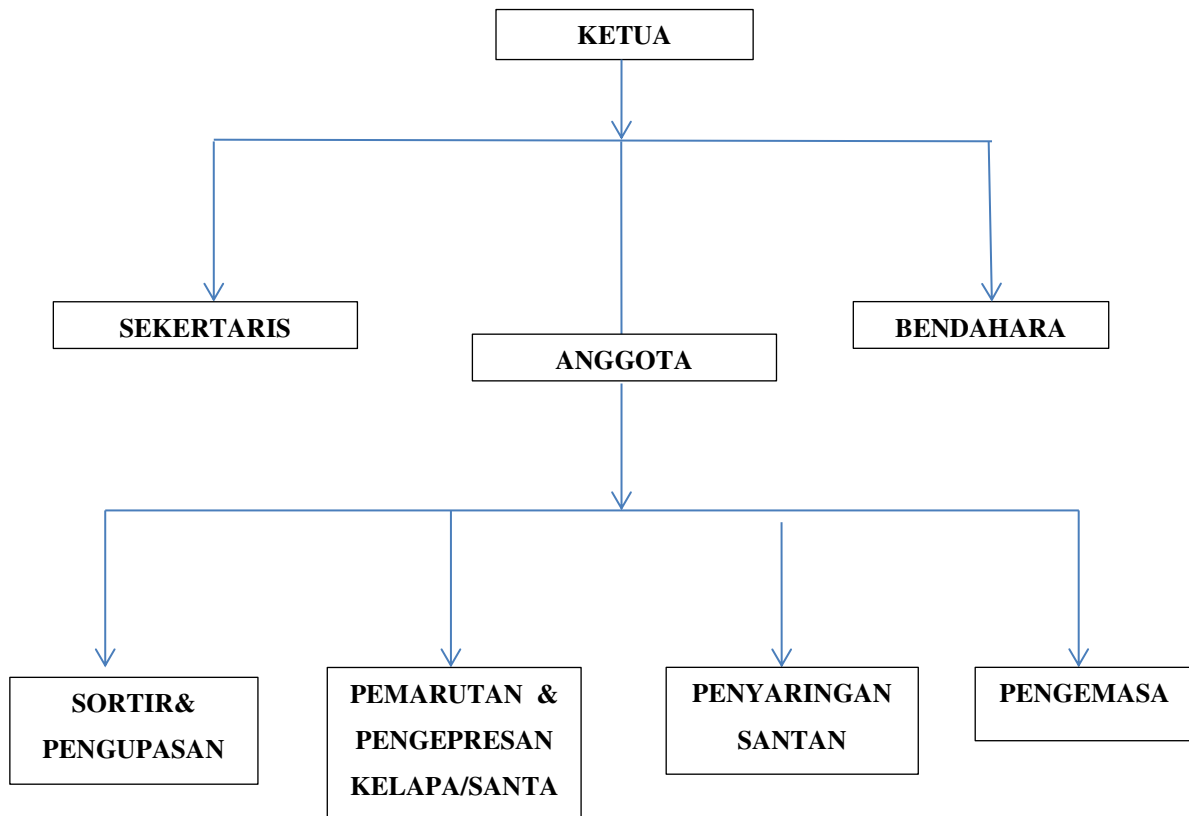 KETUA
SEKERTARIS
BENDAHARA
ANGGOTA
SORTIR&
PENGUPASAN
PEMARUTAN &
PENGEPRESAN
KELAPA/SANTA
PENYARINGAN
SANTAN
PENGEMASA